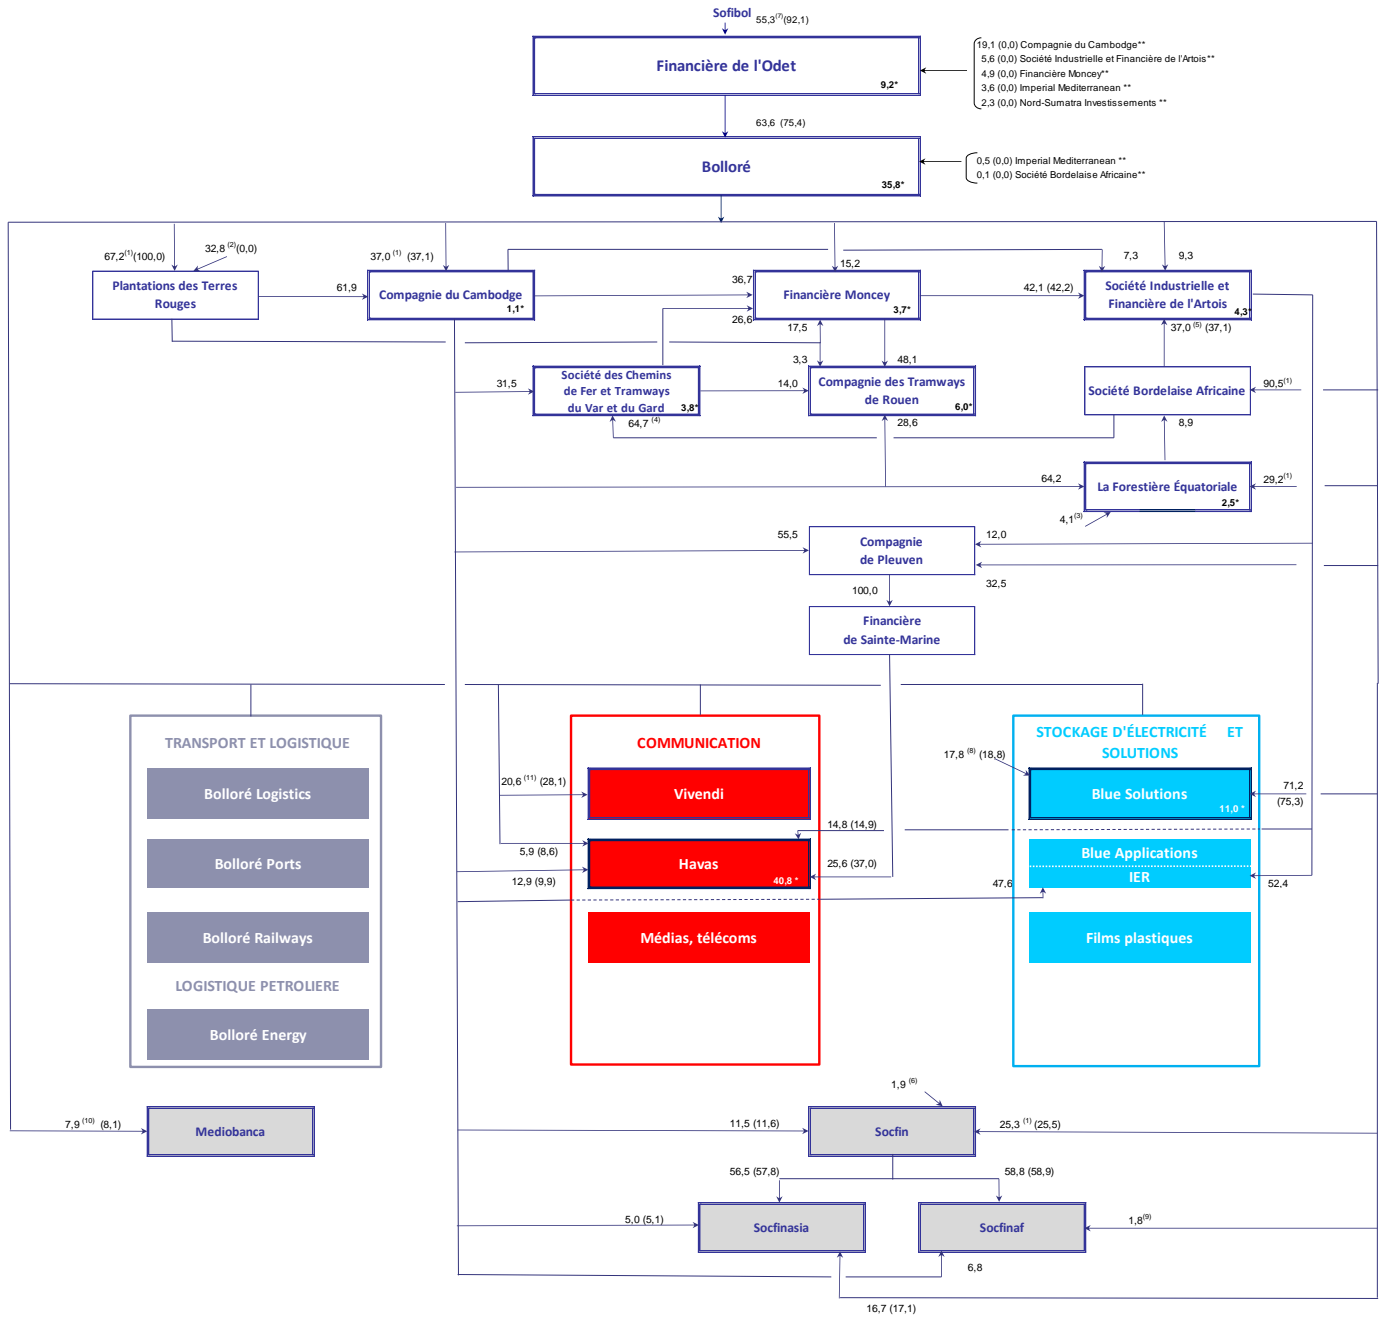 Sofibol
55,3(7)(92,1)
Financière de l'Odet
9,2*
19,1 (0,0) Compagnie du Cambodge**
5,6 (0,0) Société Industrielle et Financière de l'Artois**
4,9 (0,0) Financière Moncey**
3,6 (0,0) Imperial Mediterranean **
2,3 (0,0) Nord-Sumatra Investissements **
63,6 (75,4)
Bolloré
35,8*
0,5 (0,0) Imperial Mediterranean **
0,1 (0,0) Société Bordelaise Africaine**
67,2(1)(100,0)
32,8 (2)(0,0)
37,0 (1) (37,1)
15,2
7,3
9,3
Plantations des Terres
Rouges
61,9
Compagnie du Cambodge
1,1*
36,7
26,6
Financière Moncey
3,7*
42,1 (42,2)
Société Industrielle et
Financière de l'Artois
4,3*
17,5
37,0 (5) (37,1)
3,3
48,1
31,5
Société des Chemins
de Fer et Tramways
du Var et du Gard
3,8*
14,0
Compagnie des Tramways
de Rouen
6,0*
Société Bordelaise Africaine
90,5(1)
64,7 (4)
28,6
8,9
64,2
La Forestière Équatoriale
2,5*
29,2(1)
4,1(3)
55,5
Compagnie
de Pleuven
12,0
32,5
100,0
Financière
de Sainte-Marine
TRANSPORT ET LOGISTIQUE
Bolloré Logistics
Bolloré Ports
Bolloré Railways
LOGISTIQUE PETROLIERE
Bolloré Energy
COMMUNICATION
20,6 (11) (28,1)
Vivendi
14,8 (14,9)
5,9 (8,6)
Havas
40,8 *
12,9 (9,9)
25,6 (37,0)
Médias, télécoms
STOCKAGE D'ÉLECTRICITÉ ET
SOLUTIONS
17,8 (8) (18,8)
Blue Solutions
11,0 *
71,2
(75,3)
Blue Applications
IER
47,6
52,4
Films plastiques
1,9 (6)
7,9 (10) (8,1)
Mediobanca
11,5 (11,6)
Socfin
25,3 (1) (25,5)
56,5 (57,8)
58,8 (58,9)
5,0 (5,1)
Socfinasia
Socfinaf
1,8(9)
6,8
16,7 (17,1)